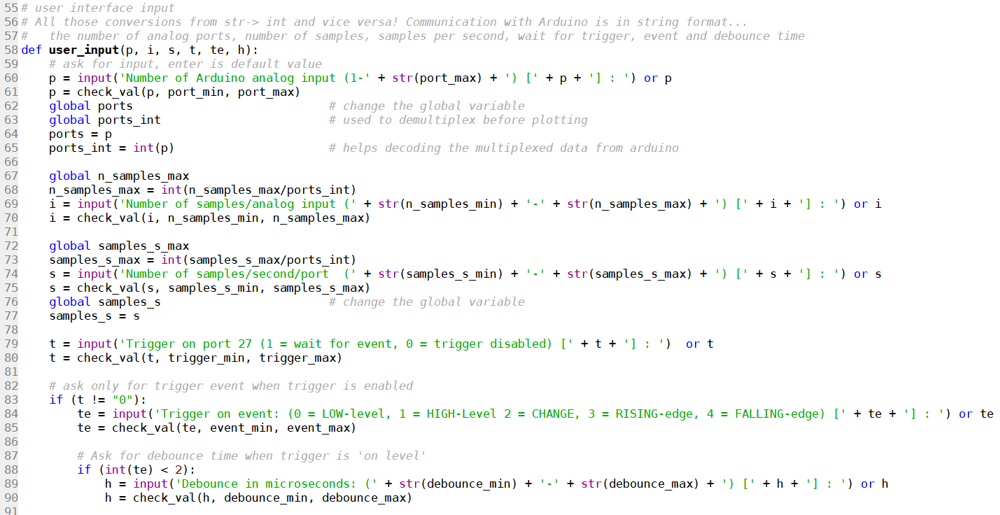 55 # user interface input
56 # All those conversions from str-> int and vice versa! Communication with Arduino is in string format...
57 #   the number of analog ports, number of samples, samples per second, wait for trigger, event and debounce time
58 def user_input(p, i, s, t, te, h):
59     # ask for input, enter is default value
60     p = input('Number of Arduino analog input (1-' + str(port_max) + ') [' + p + '] : ') or p
61     p = check_val(p, port_min, port_max)
62     global ports                            # change the global variable
63     global ports_int                        # used to demultiplex before plotting
64     ports = p
65     ports_int = int(p)                      # helps decoding the multiplexed data from arduino
66
67     global n_samples_max
68     n_samples_max = int(n_samples_max/ports_int)
69     i = input('Number of samples/analog input (' + str(n_samples_min) + '-' + str(n_samples_max) + ') [' + i + '] : ') or i
70     i = check_val(i, n_samples_min, n_samples_max)
71
72     global samples_s_max
73     samples_s_max = int(samples_s_max/ports_int)
74     s = input('Number of samples/second/port  (' + str(samples_s_min) + '-' + str(samples_s_max) + ') [' + s + '] : ') or s
75     s = check_val(s, samples_s_min, samples_s_max)
76     global samples_s                        # change the global variable
77     samples_s = s
78
79     t = input('Trigger on port 27 (1 = wait for event, 0 = trigger disabled) [' + t + '] : ')  or t
80     t = check_val(t, trigger_min, trigger_max)
81
82     # ask only for trigger event when trigger is enabled
83     if (t != "0"):
84         te = input('Trigger on event: (0 = LOW-level, 1 = HIGH-Level 2 = CHANGE, 3 = RISING-edge, 4 = FALLING-edge) [' + te + '] : ') or te
85         te = check_val(te, event_min, event_max)
86
87         # Ask for debounce time when trigger is 'on level'
88         if (int(te) < 2):
89             h = input('Debounce in microseconds: (' + str(debounce_min) + '-' + str(debounce_max) + ') [' + h + '] : ') or h
90             h = check_val(h, debounce_min, debounce_max)
91